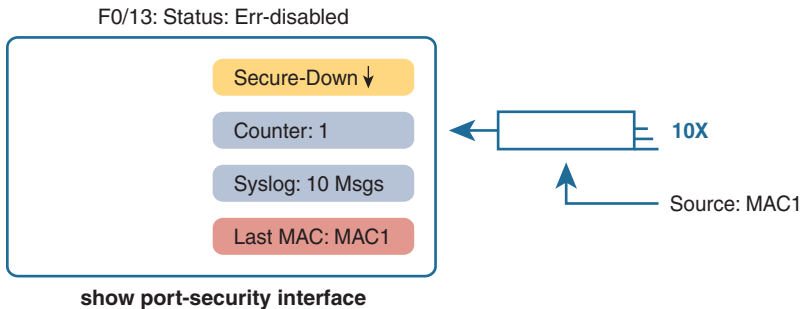 F0/13: Status: Err-disabled
Secure-Down
Counter: 1
10X
Syslog: 10 Msgs
Source: MAC1
Last MAC: MAC1
show port-security interface